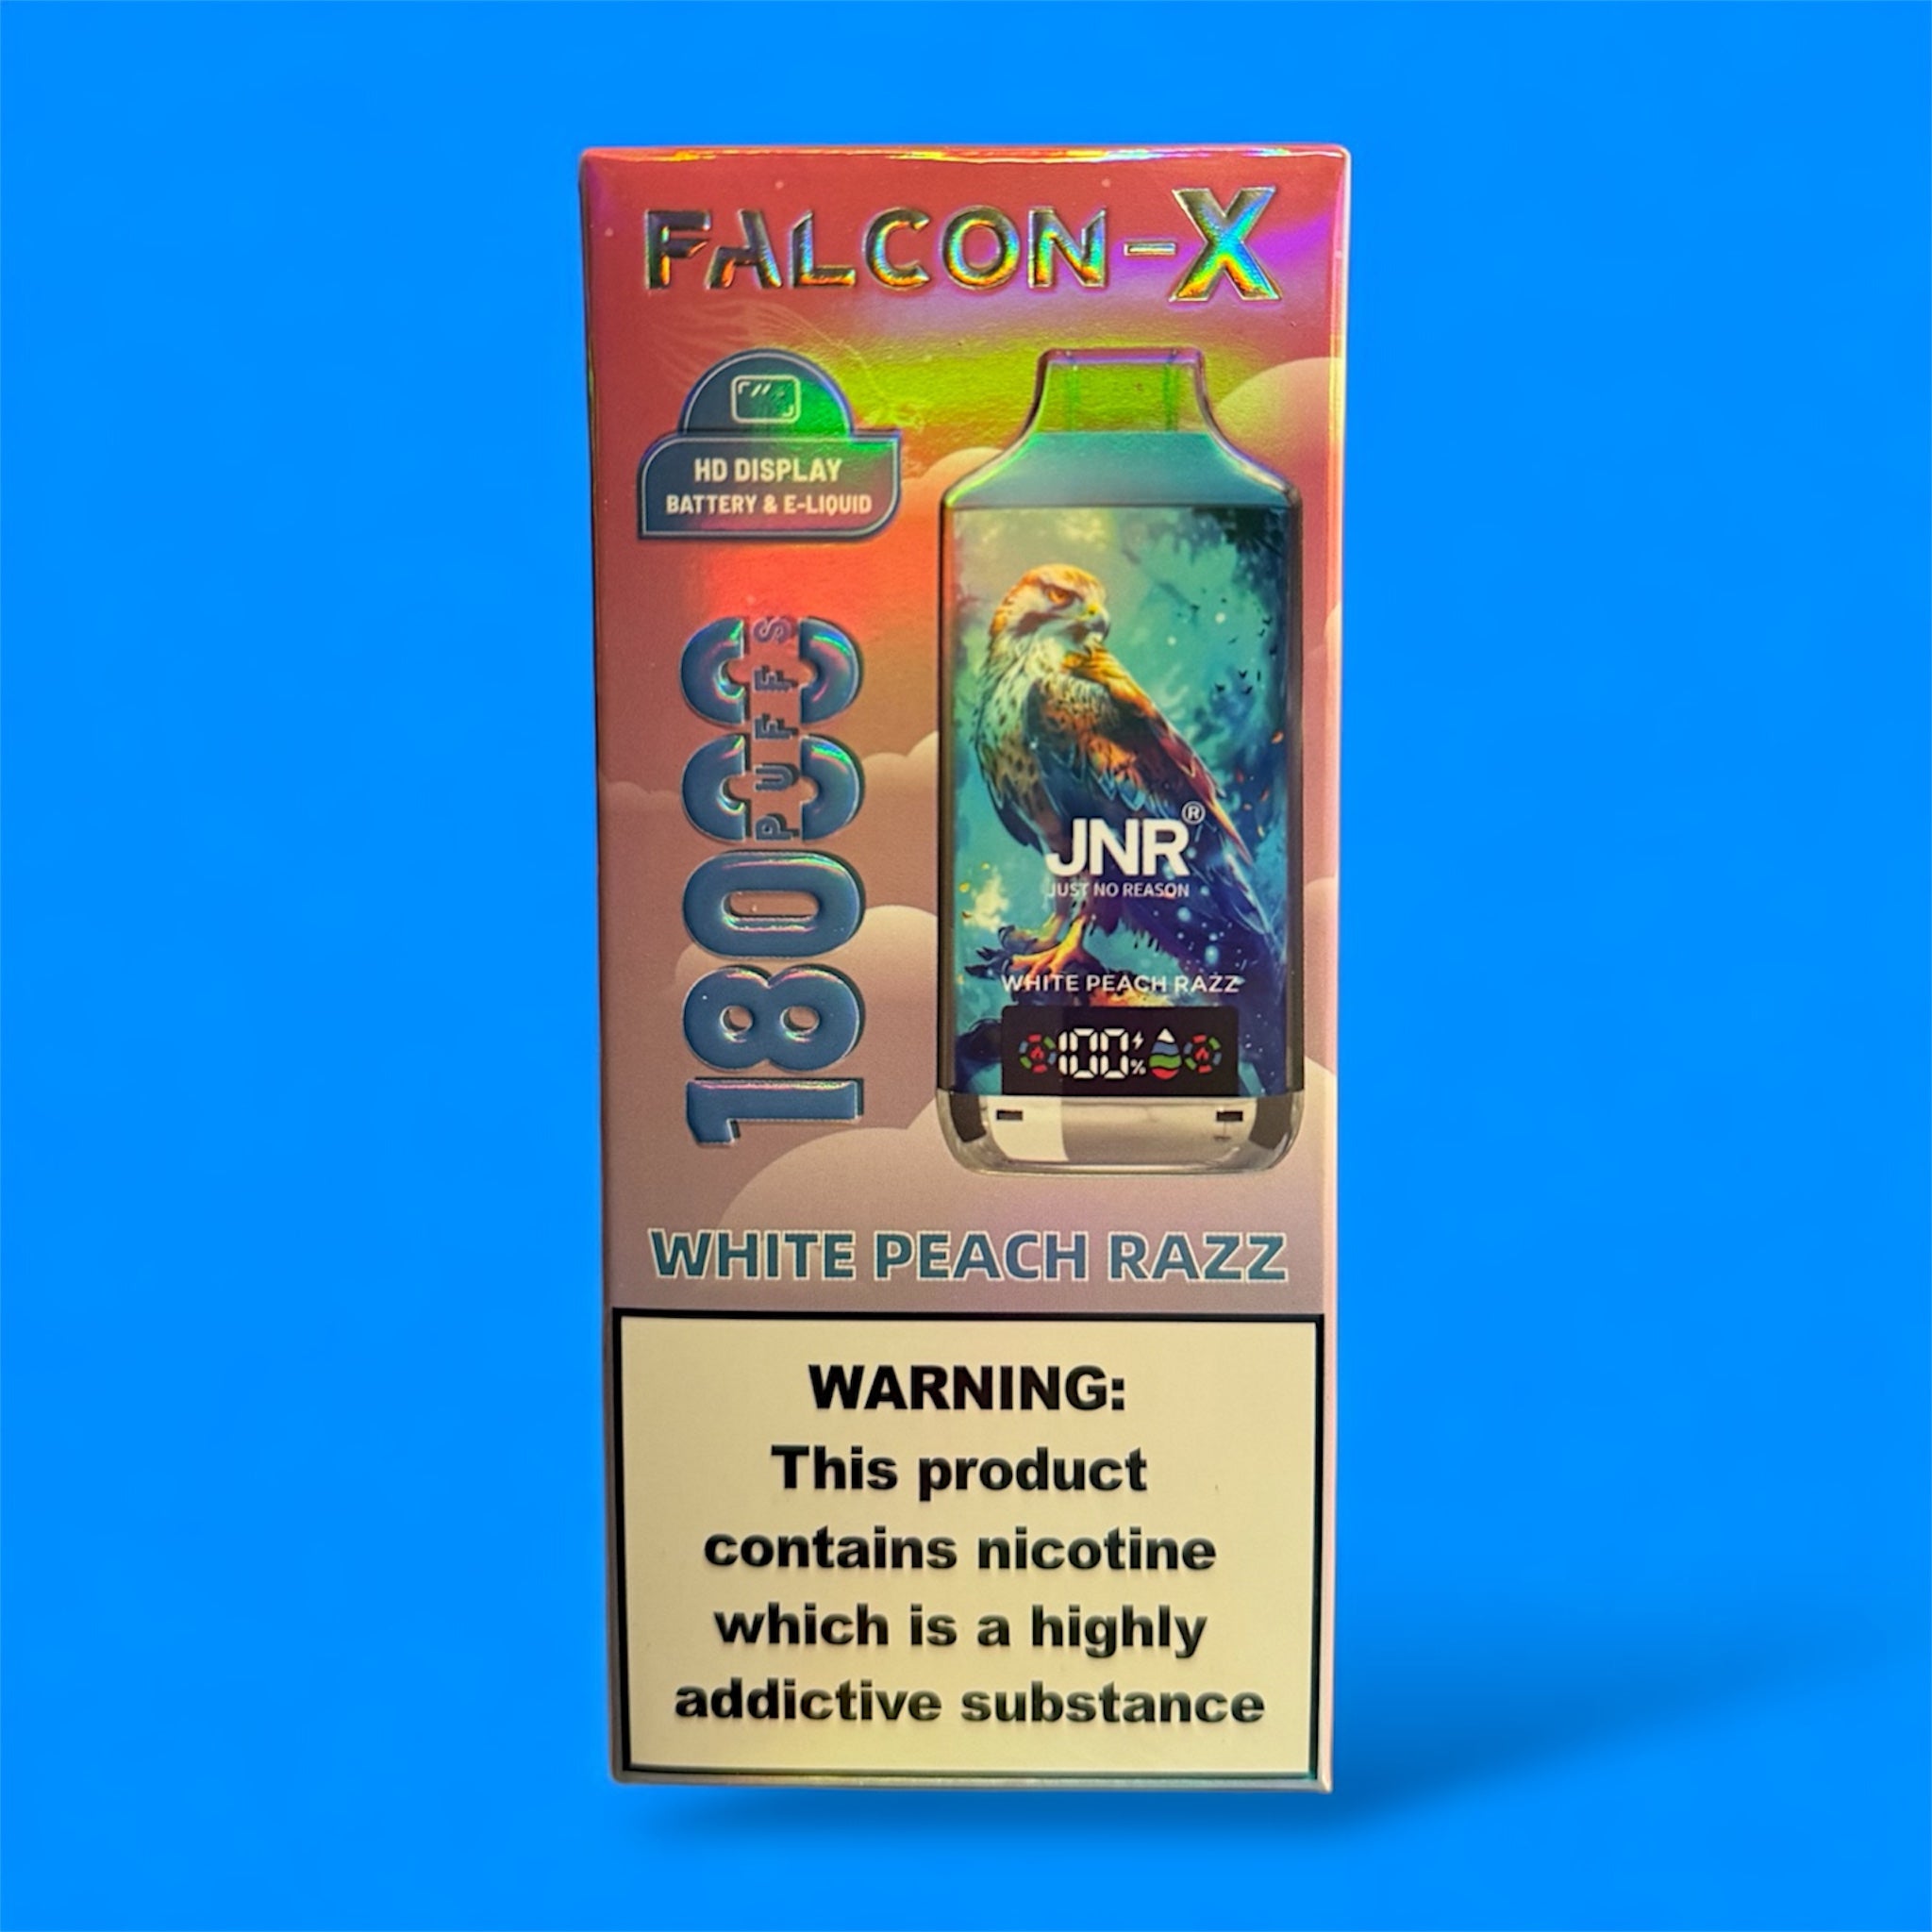 FALCON-X
HD DISPLAY
BATTERY & E-LIQUID
18000
PUFFS
JNR®
JUST NO REASON
WHITE PEACH RAZZ
100%
WHITE PEACH RAZZ
WARNING:
This product
contains nicotine
which is a highly
addictive substance